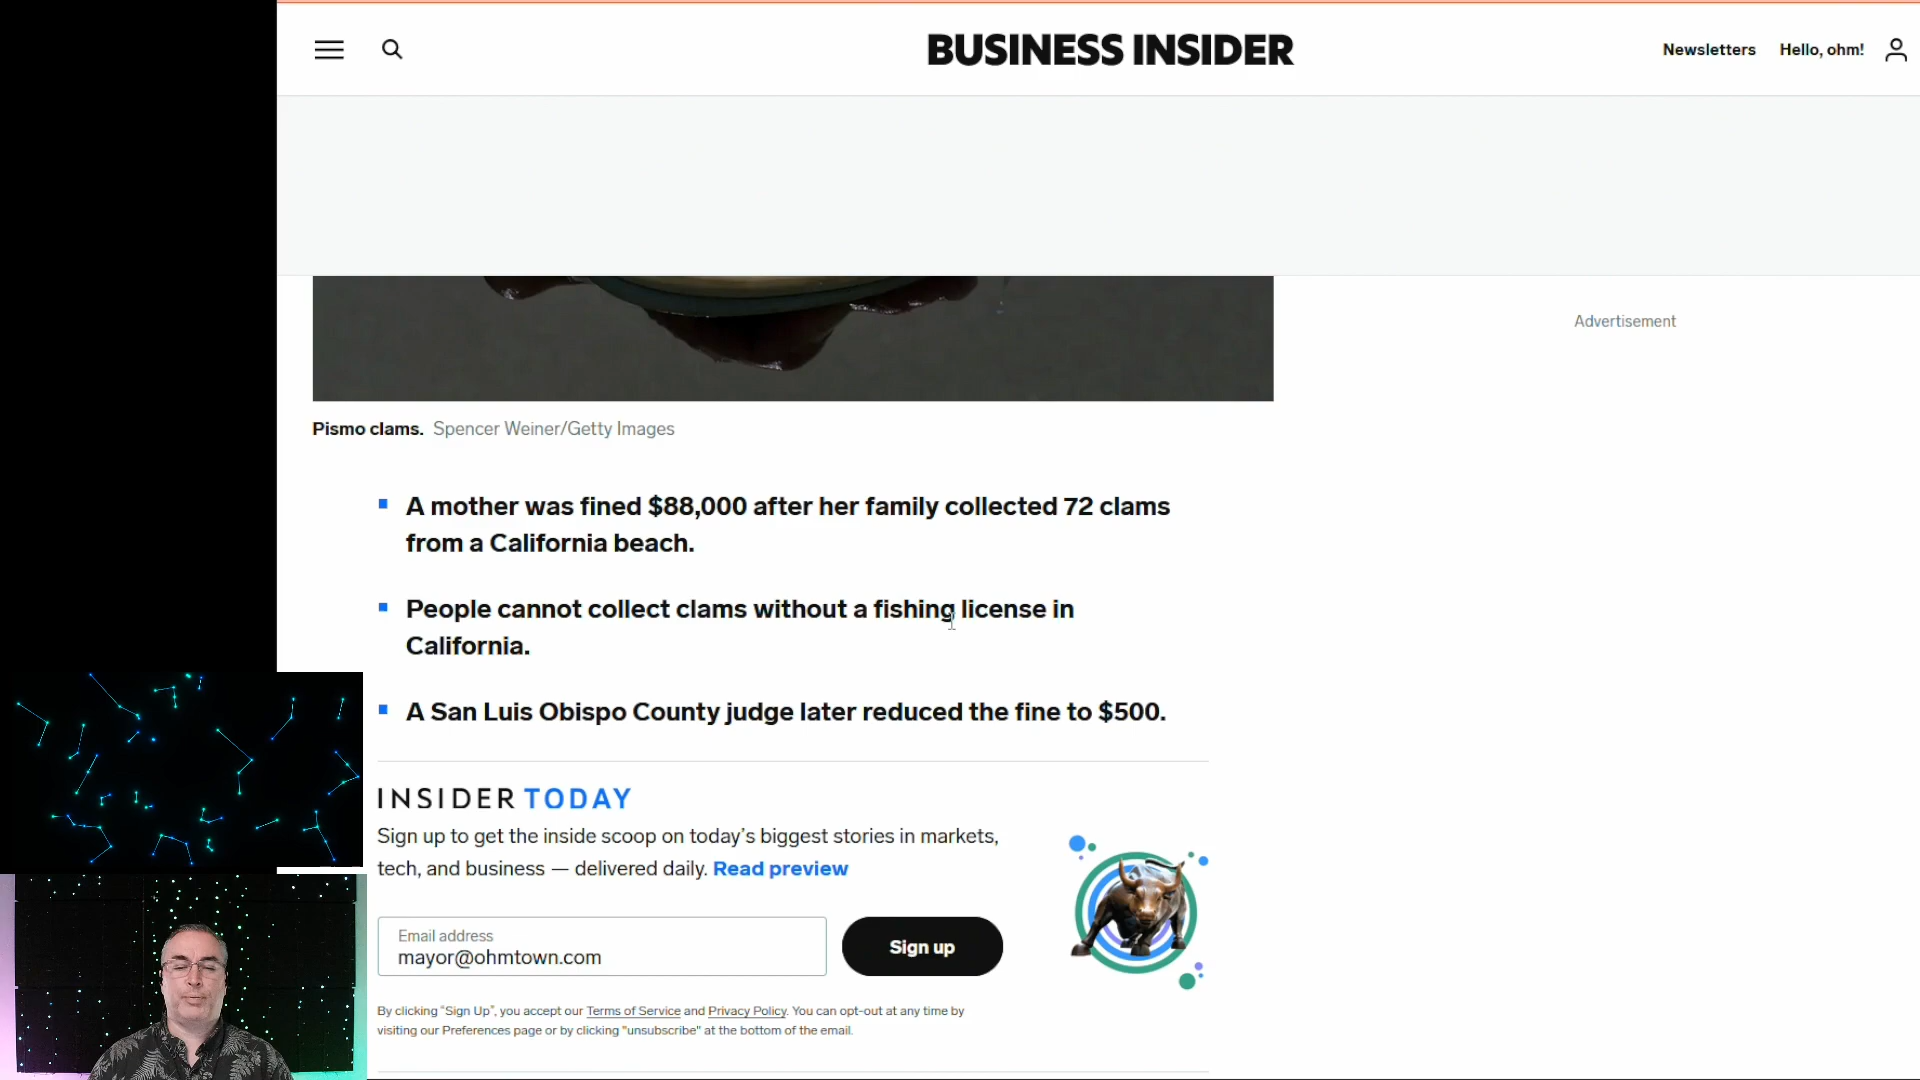 BUSINESS INSIDER
Newsletters
Hello, ohm!
Advertisement
Pismo clams. Spencer Weiner/Getty Images
A mother was fined $88,000 after her family collected 72 clams
from a California beach.
People cannot collect clams without a fishing license in
California.
A San Luis Obispo County judge later reduced the fine to $500.
INSIDER TODAY
Sign up to get the inside scoop on today's biggest stories in markets,
tech, and business — delivered daily. Read preview
Email address
mayor@ohmtown.com
Sign up
By clicking "Sign Up", you accept our Terms of Service and Privacy Policy. You can opt-out at any time by
visiting our Preferences page or by clicking "unsubscribe" at the bottom of the email.